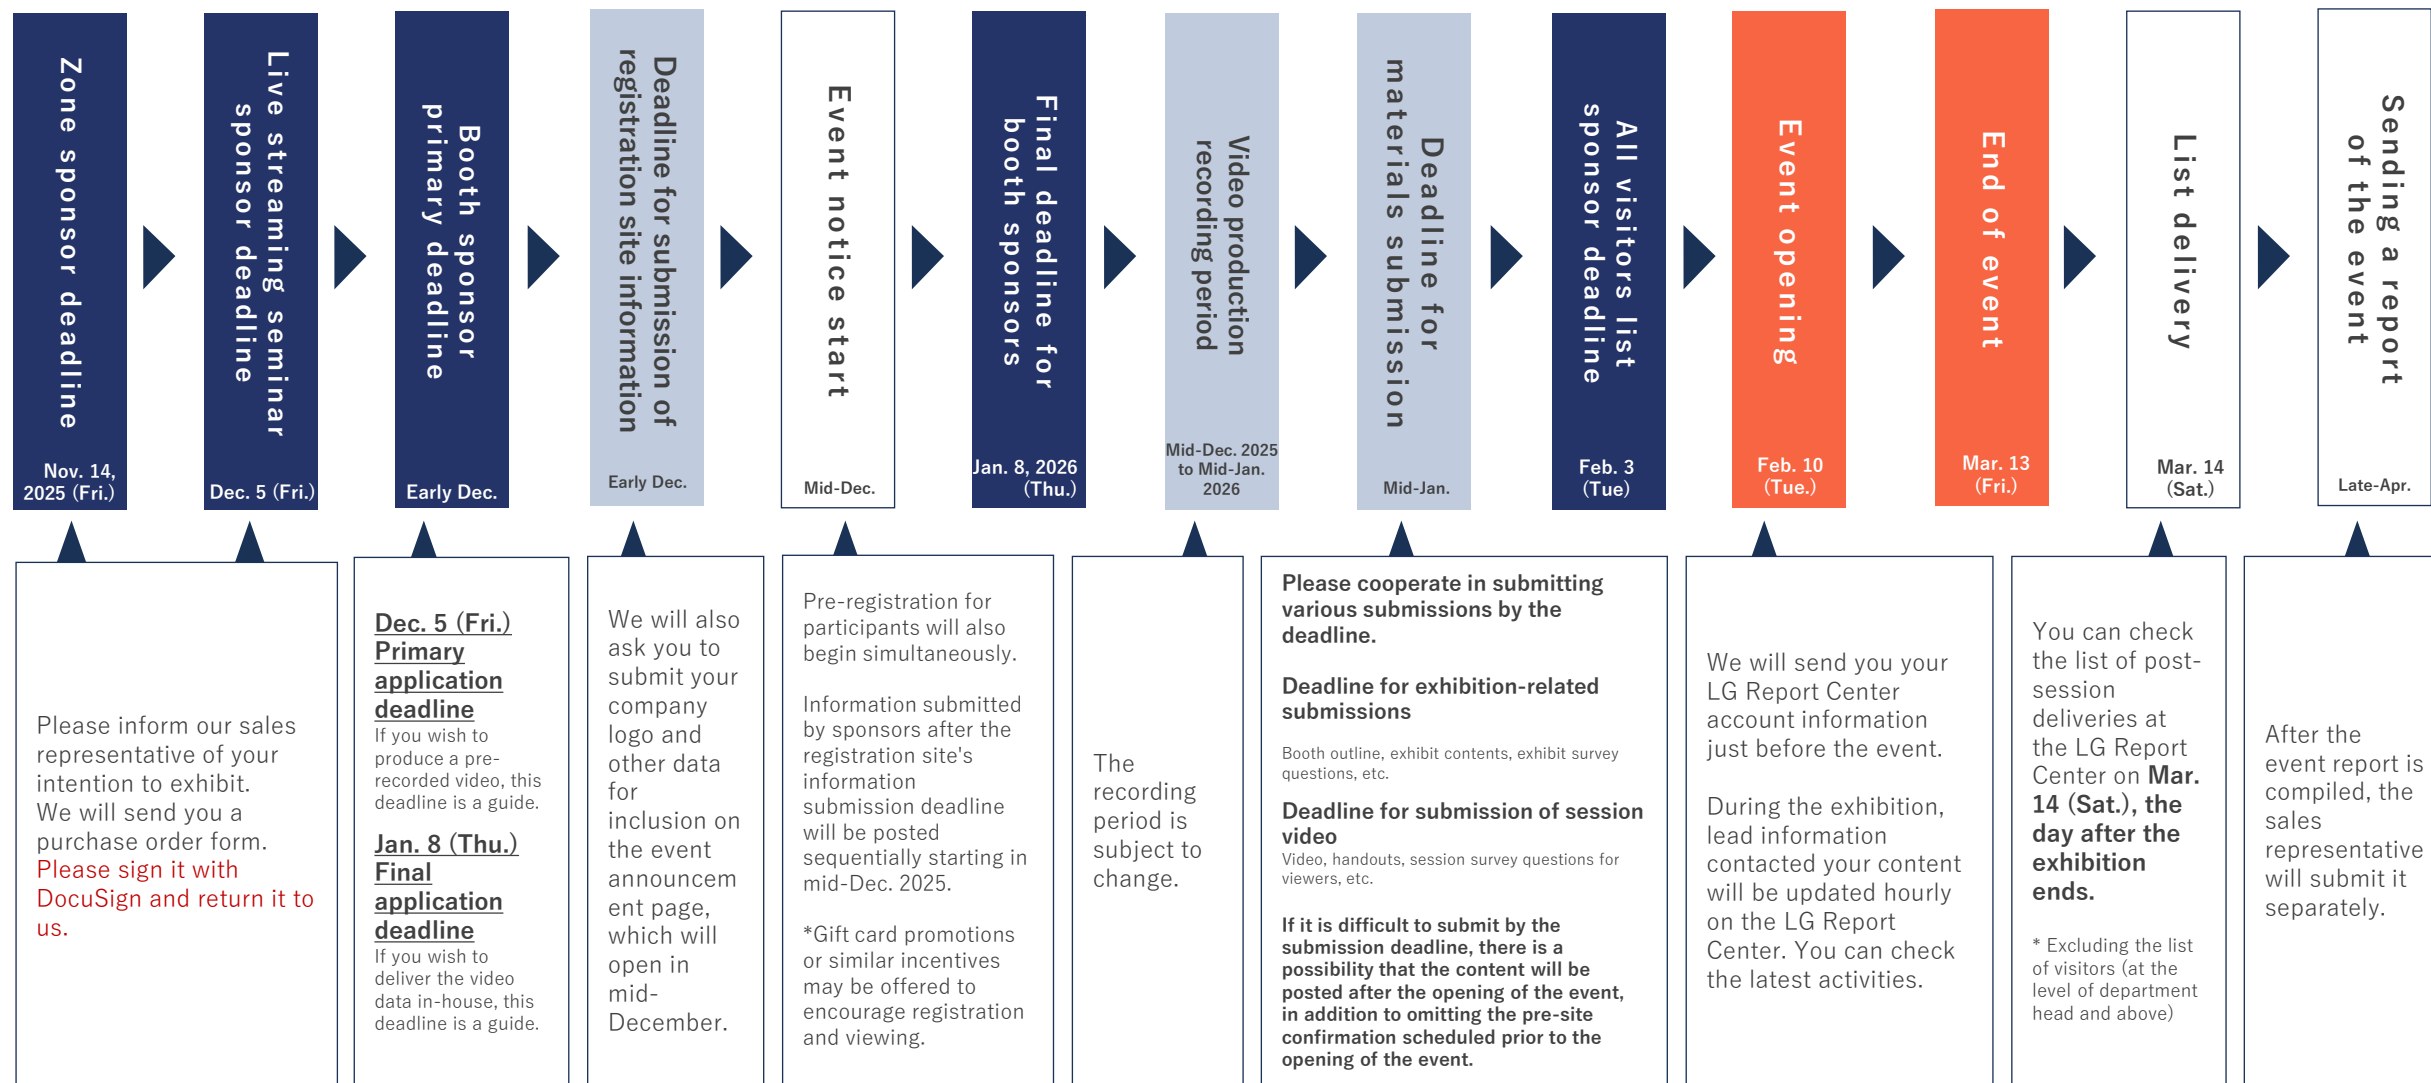 Zone sponsor deadline
Nov. 14,
2025 (Fri.)
Live streaming seminar
sponsor deadline
Dec. 5 (Fri.)
Booth sponsor
primary deadline
Early Dec.
Deadline for submission of
registration site information
Early Dec.
Event notice start
Mid-Dec.
Final deadline for
booth sponsors
Jan. 8, 2026
(Thu.)
Video production
recording period
Mid-Dec. 2025
to Mid-Jan.
2026
Deadline for
materials submission
Mid-Jan.
All visitors list
sponsor deadline
Feb. 3
(Tue)
Event opening
Feb. 10
(Tue.)
End of event
Mar. 13
(Fri.)
List delivery
Mar. 14
(Sat.)
Sending a report
of the event
Late-Apr.
Please inform our sales
representative of your
intention to exhibit.
We will send you a
purchase order form.
Please sign it with
DocuSign and return it to
us.
Dec. 5 (Fri.)
Primary
application
deadline
If you wish to
produce a pre-
recorded video, this
deadline is a guide.
Jan. 8 (Thu.)
Final
application
deadline
If you wish to
deliver the video
data in-house, this
deadline is a guide.
We will also
ask you to
submit your
company
logo and
other data
for
inclusion on
the event
announcem
ent page,
which will
open in
mid-
December.
Pre-registration for
participants will also
begin simultaneously.
Information submitted
by sponsors after the
registration site's
information
submission deadline
will be posted
sequentially starting in
mid-Dec. 2025.
*Gift card promotions
or similar incentives
may be offered to
encourage registration
and viewing.
The
recording
period is
subject to
change.
Please cooperate in submitting
various submissions by the
deadline.
Deadline for exhibition-related
submissions
Booth outline, exhibit contents, exhibit survey
questions, etc.
Deadline for submission of session
video
Video, handouts, session survey questions for
viewers, etc.
If it is difficult to submit by the
submission deadline, there is a
possibility that the content will be
posted after the opening of the event,
in addition to omitting the pre-site
confirmation scheduled prior to the
opening of the event.
We will send you your
LG Report Center
account information
just before the event.
During the exhibition,
lead information
contacted your content
will be updated hourly
on the LG Report
Center. You can check
the latest activities.
You can check
the list of post-
session
deliveries at
the LG Report
Center on Mar.
14 (Sat.), the
day after the
exhibition
ends.
* Excluding the list
of visitors (at the
level of department
head and above)
After the
event report is
compiled, the
sales
representative
will submit it
separately.